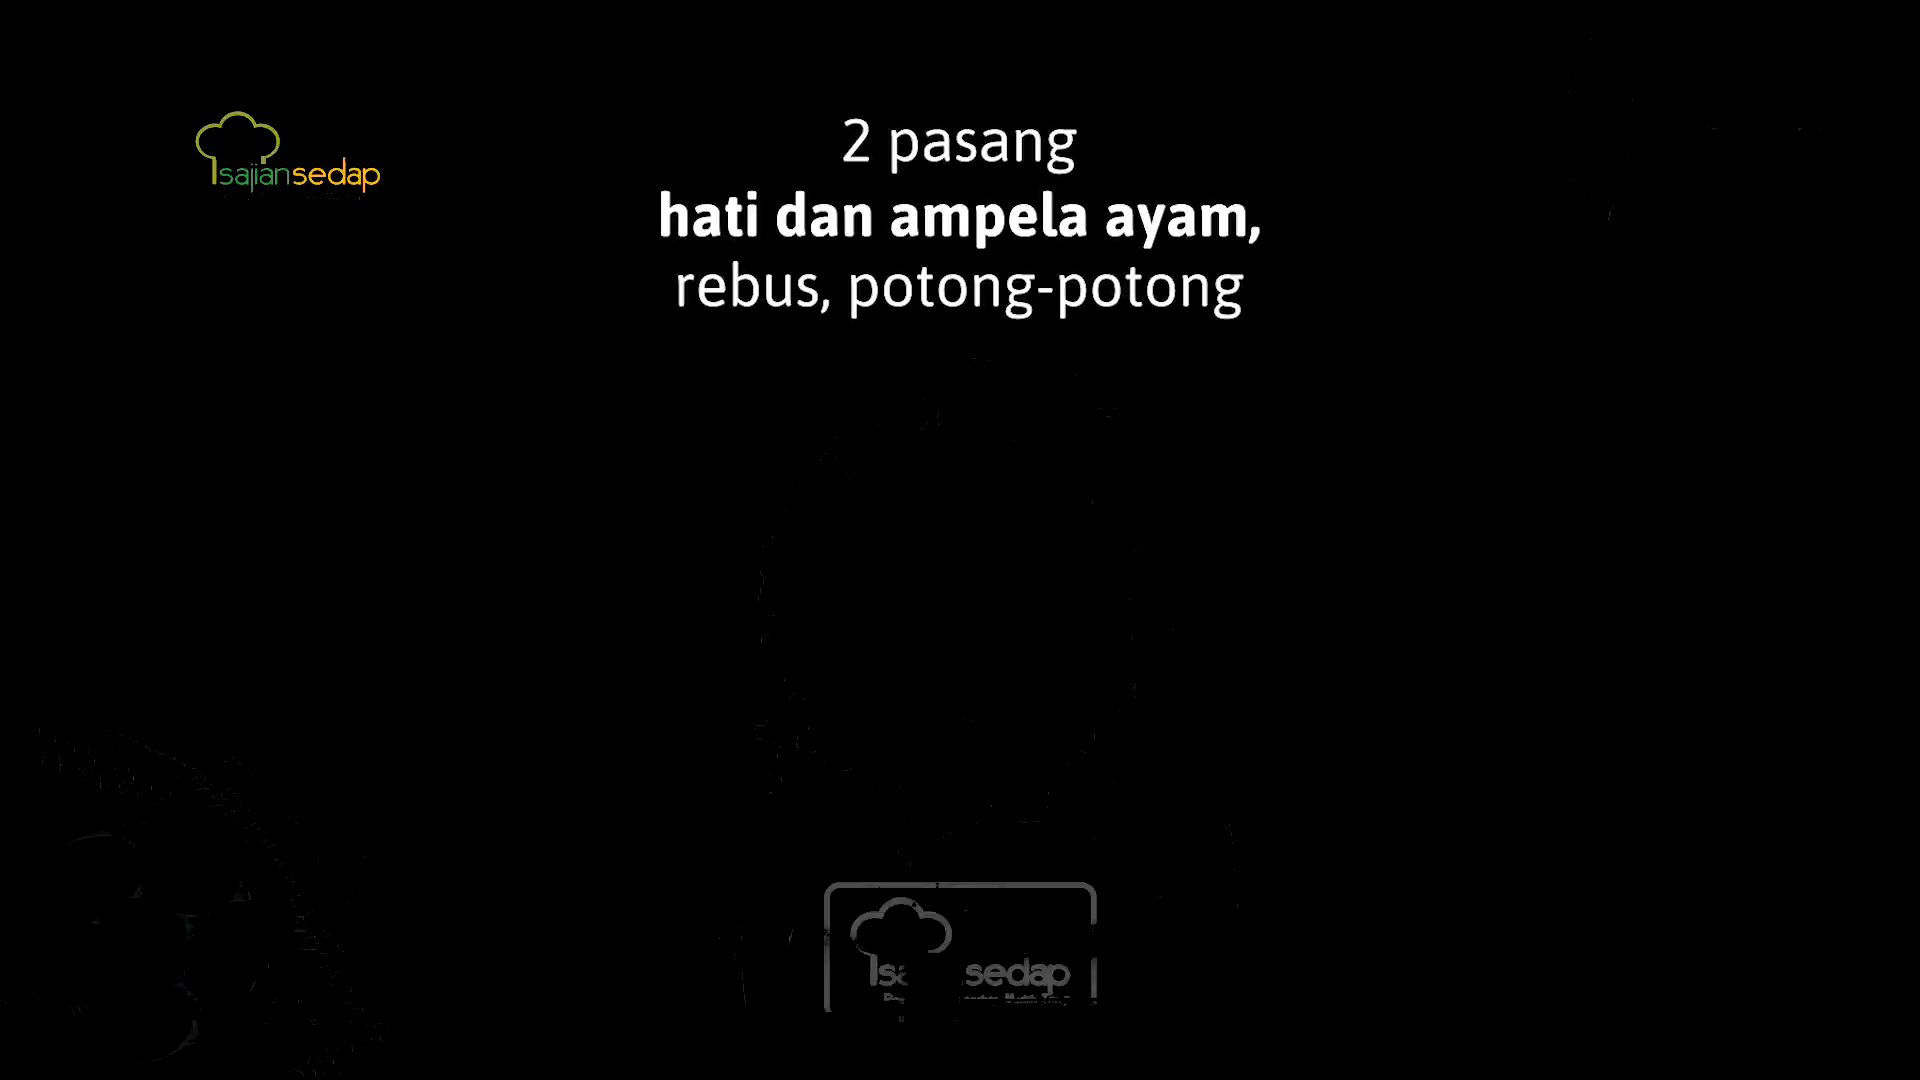 sajiansedap
2 pasang
hati dan ampela ayam,
rebus, potong-potong
sedap